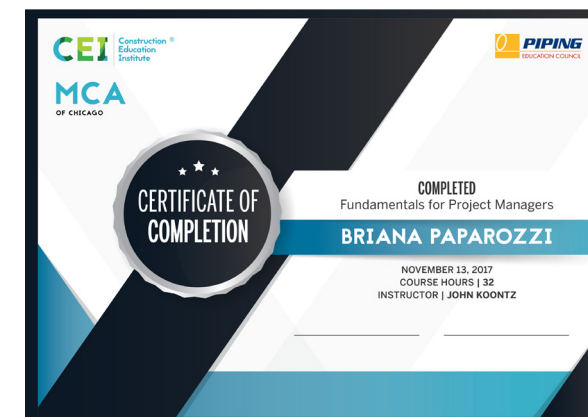 CEI Construction ®
Education
Institute
MCA
OF CHICAGO
PIPING
EDUCATION COUNCIL
CERTIFICATE OF
COMPLETION
COMPLETED
Fundamentals for Project Managers
BRIANA PAPAROZZI
NOVEMBER 13, 2017
COURSE HOURS | 32
INSTRUCTOR | JOHN KOONTZ